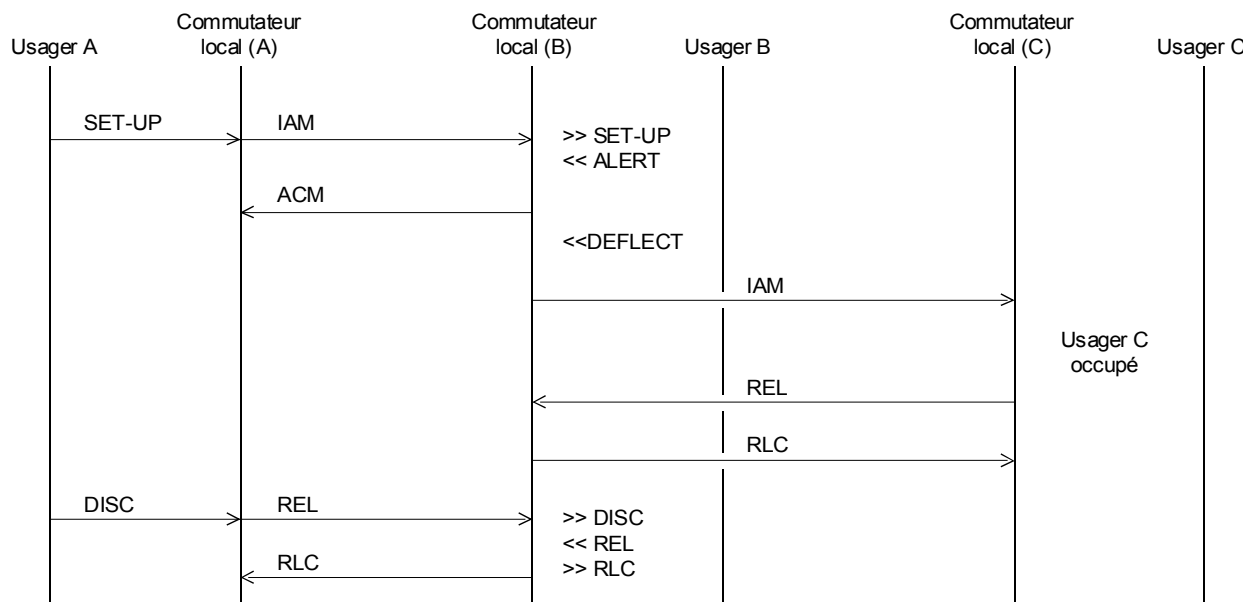 Usager A
Commutateur
local (A)
Commutateur
local (B)
Usager B
Commutateur
local (C)
Usager C
SET-UP
IAM
>> SET-UP
<< ALERT
ACM
<<DEFLECT
IAM
Usager C
occupé
REL
RLC
DISC
REL
>> DISC
<< REL
>> RLC
RLC